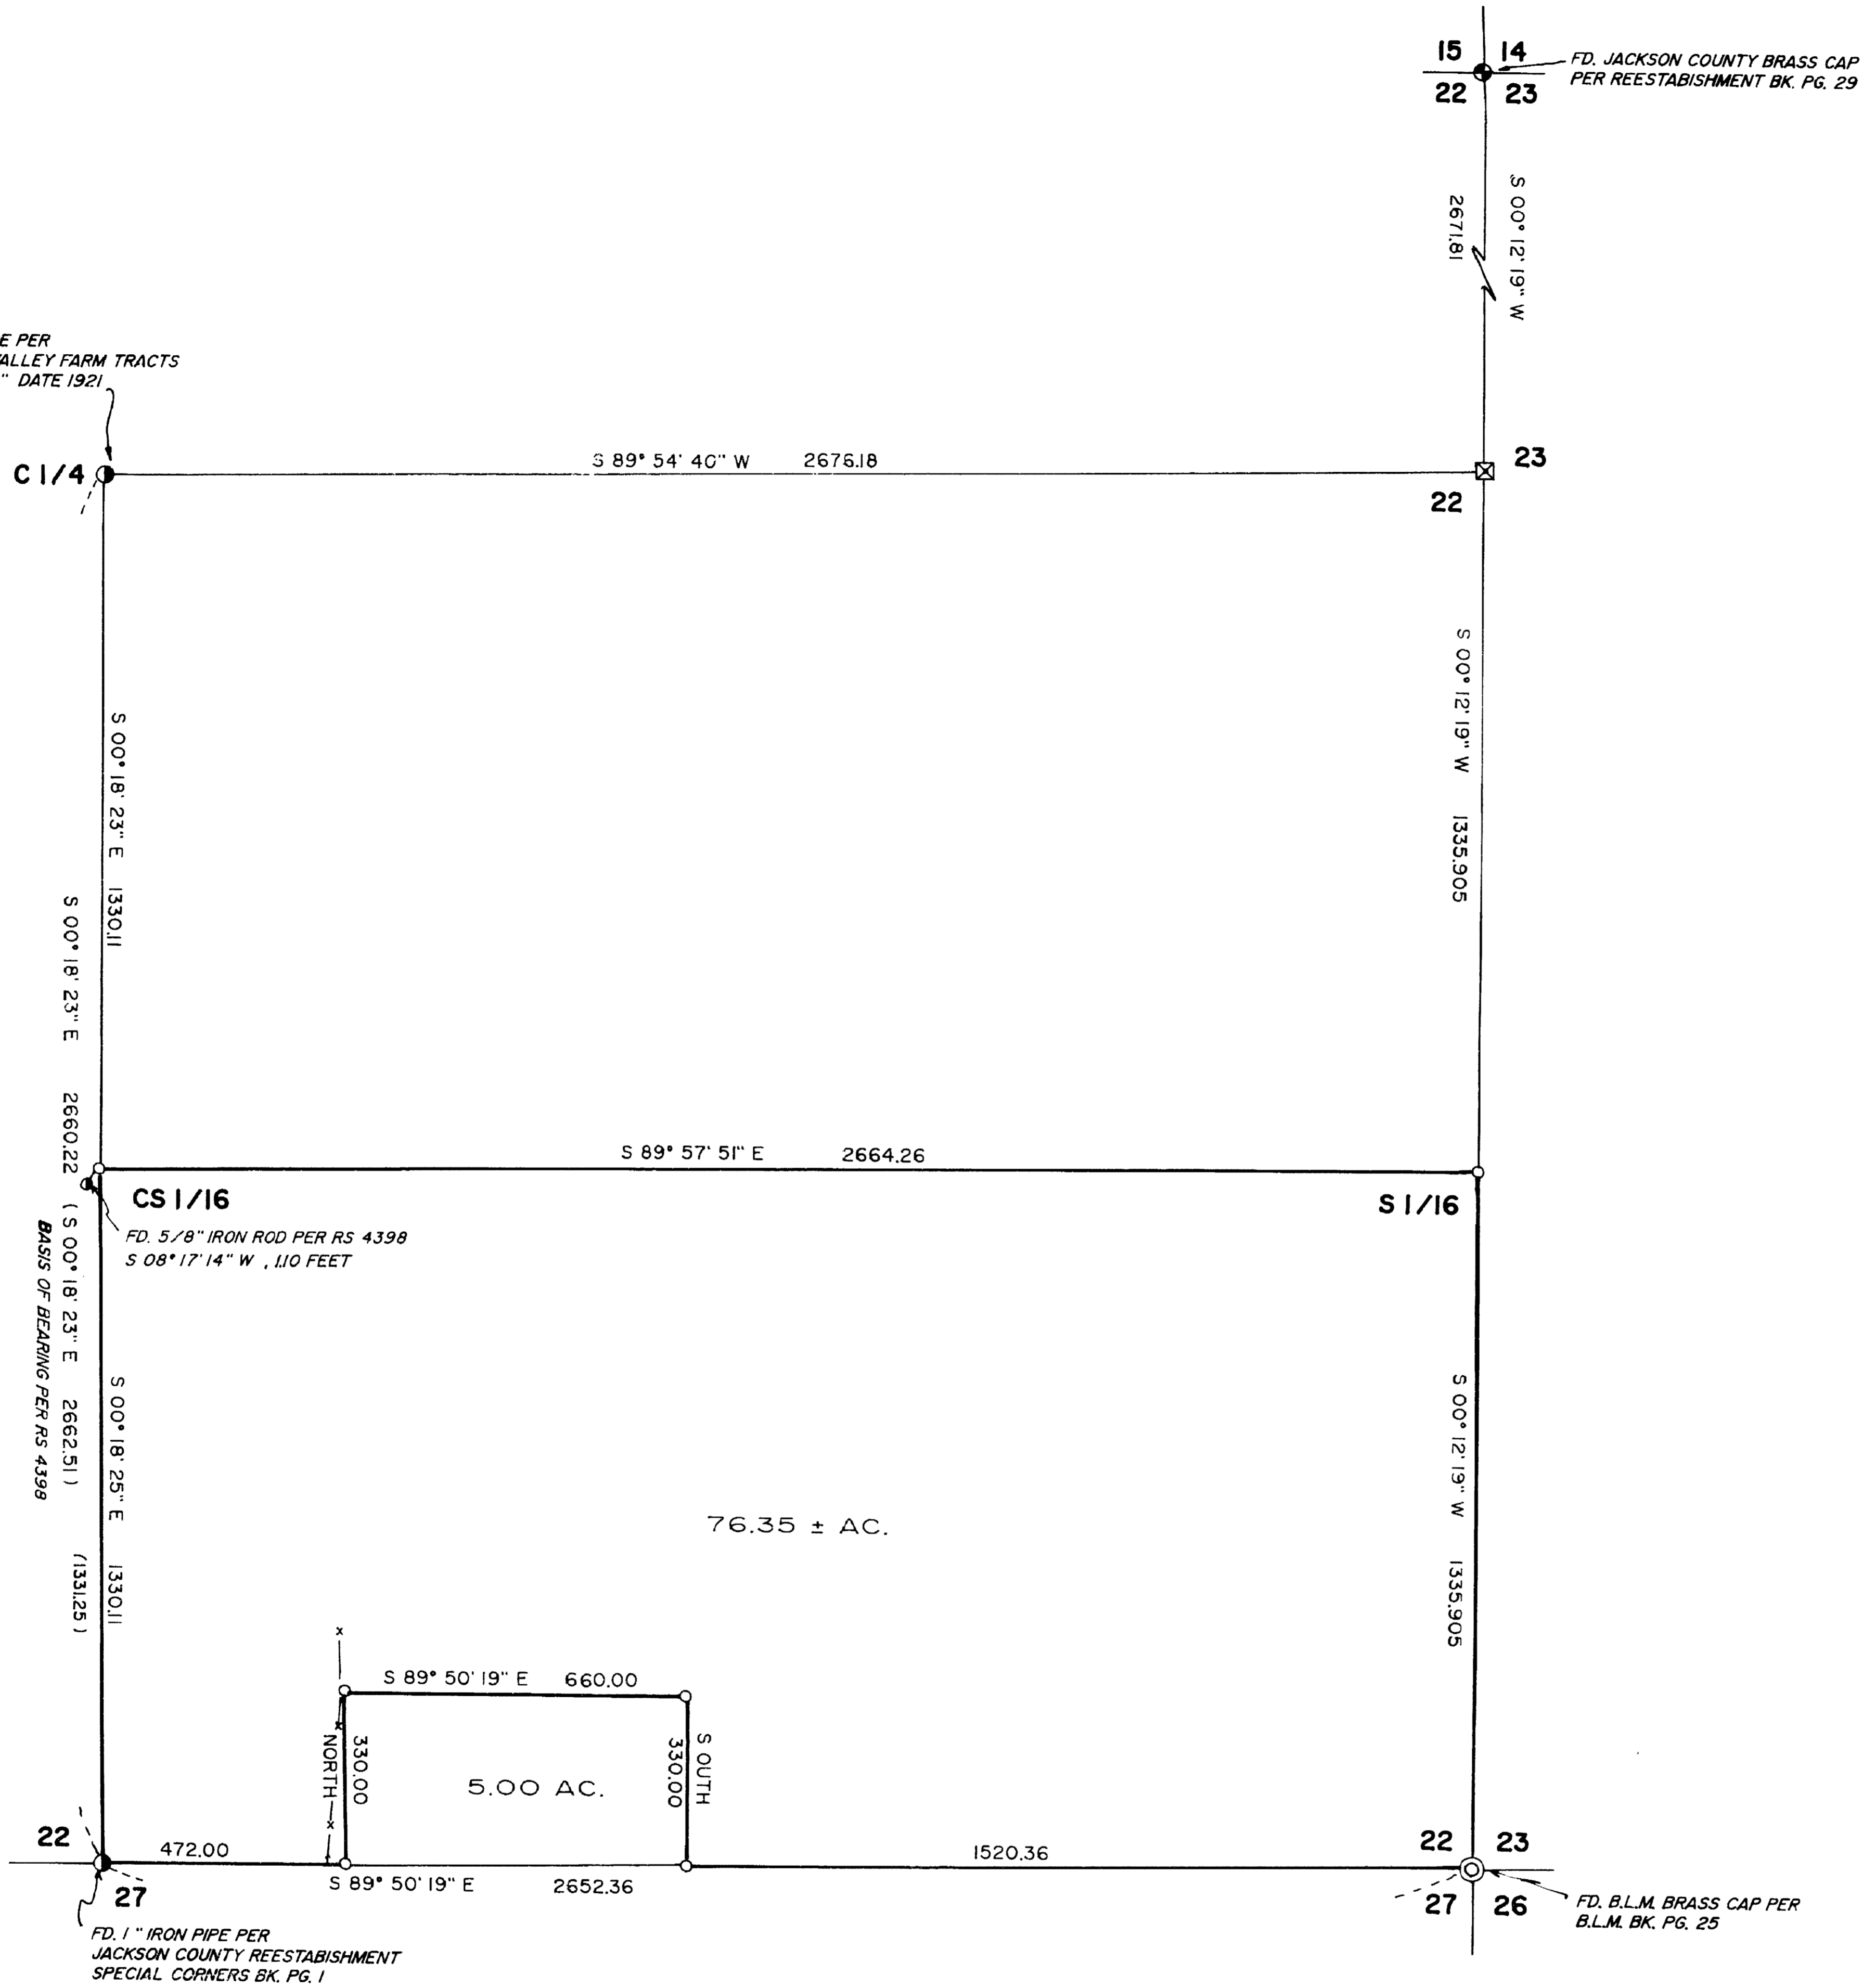 15 14
22 23
FD. JACKSON COUNTY BRASS CAP
PER REESTABISHMENT BK. PG. 29
S 00° 12' 19" W
2671.81
E PER
ALLEY FARM TRACTS
" DATE 1921
C 1/4
S 89° 54' 40" W 2676.18
23
22
S 00° 18' 23" E 1330.11
S 00° 12' 19" W 1335.905
S 00° 18' 23" E 2660.22 ( S 00° 18' 23" E 2662.51 )
BASIS OF BEARING PER RS 4398
S 89° 57' 51" E 2664.26
CS 1/16
S 1/16
FD. 5/8" IRON ROD PER RS 4398
S 08° 17' 14" W , 1.10 FEET
S 00° 18' 25" E 1330.11
(1331.25 )
S 00° 12' 19" W 1335.905
76.35 ± AC.
x
S 89° 50' 19" E 660.00
x
NORTH
330.00
5.00 AC.
330.00
S OUTH
x
22
472.00
1520.36
22 23
S 89° 50' 19" E 2652.36
27
27 26
FD. 1 " IRON PIPE PER
JACKSON COUNTY REESTABISHMENT
SPECIAL CORNERS BK. PG. 1
FD. B.L.M. BRASS CAP PER
B.L.M. BK. PG. 25